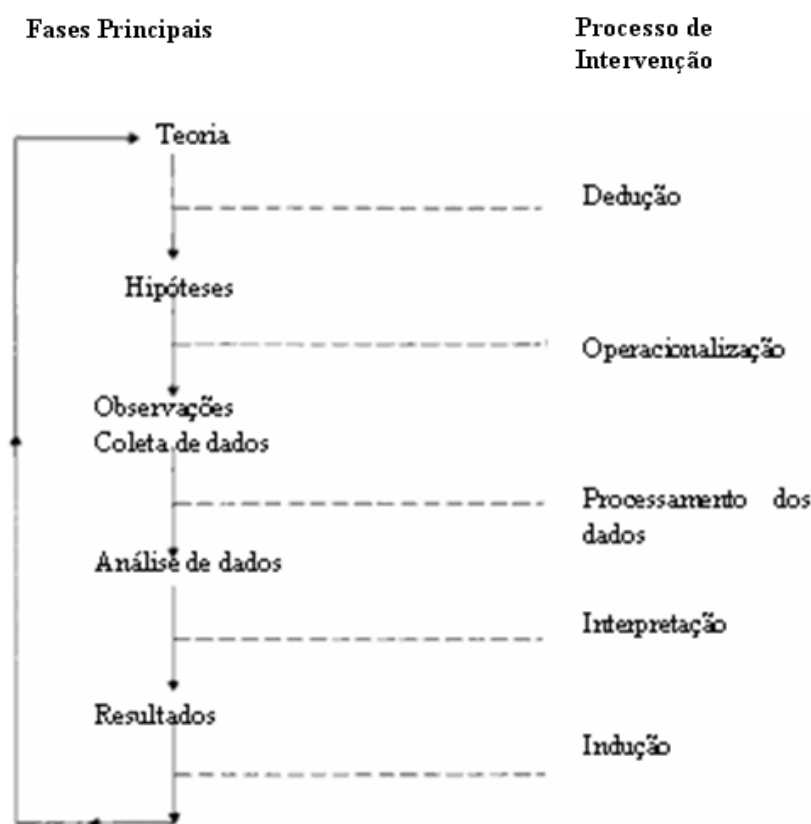 Fases Principais
Processo de
Intervenção
Teoria
Dedução
Hipóteses
Operacionalização
Observações
Coleta de dados
Processamento dos
dados
Análise de dados
Interpretação
Resultados
Indução